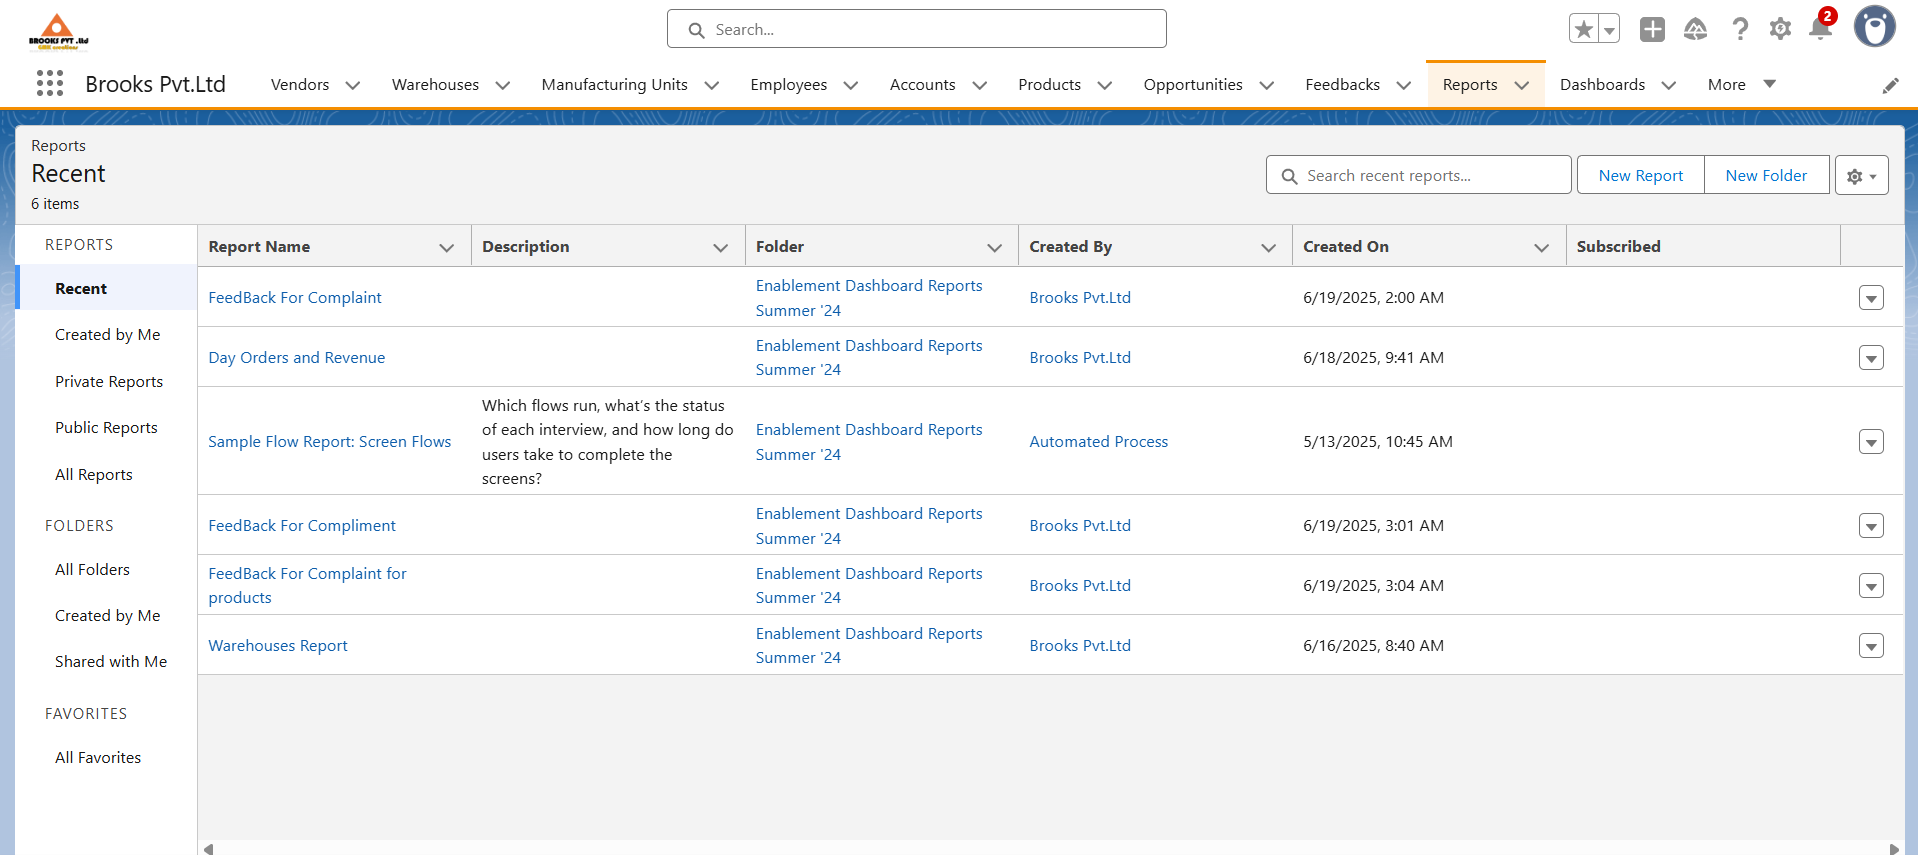 BROOKS PVT .ltd
Search...
2
Brooks Pvt.Ltd
Vendors
Warehouses
Manufacturing Units
Employees
Accounts
Products
Opportunities
Feedbacks
Reports
Dashboards
More
Reports
Recent
6 items
Search recent reports...
New Report
New Folder
REPORTS
Recent
Created by Me
Private Reports
Public Reports
All Reports
FOLDERS
All Folders
Created by Me
Shared with Me
FAVORITES
All Favorites
Report Name
Description
Folder
Created By
Created On
Subscribed
FeedBack For Complaint
Enablement Dashboard Reports
Summer '24
Brooks Pvt.Ltd
6/19/2025, 2:00 AM
Day Orders and Revenue
Enablement Dashboard Reports
Summer '24
Brooks Pvt.Ltd
6/18/2025, 9:41 AM
Sample Flow Report: Screen Flows
Which flows run, what's the status
of each interview, and how long do
users take to complete the
screens?
Enablement Dashboard Reports
Summer '24
Automated Process
5/13/2025, 10:45 AM
FeedBack For Compliment
Enablement Dashboard Reports
Summer '24
Brooks Pvt.Ltd
6/19/2025, 3:01 AM
FeedBack For Complaint for
products
Enablement Dashboard Reports
Summer '24
Brooks Pvt.Ltd
6/19/2025, 3:04 AM
Warehouses Report
Enablement Dashboard Reports
Summer '24
Brooks Pvt.Ltd
6/16/2025, 8:40 AM